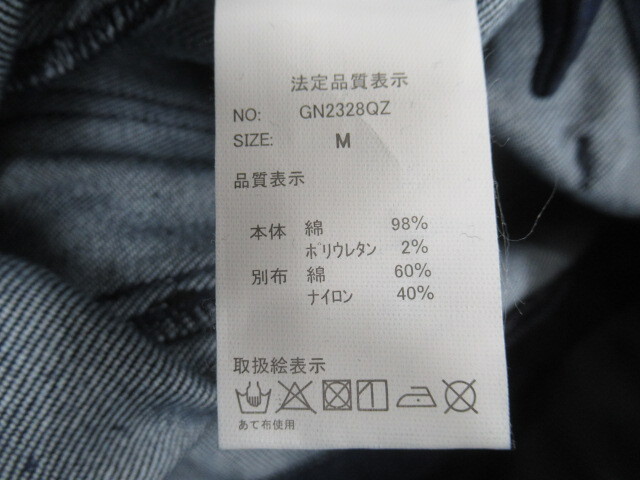 法定品質表示
NO: GN2328QZ
SIZE: M
品質表示
本体 綿 98%
ﾎﾟﾘｳﾚﾀﾝ 2%
別布 綿 60%
ﾅｲﾛﾝ 40%
取扱絵表示
あて布使用